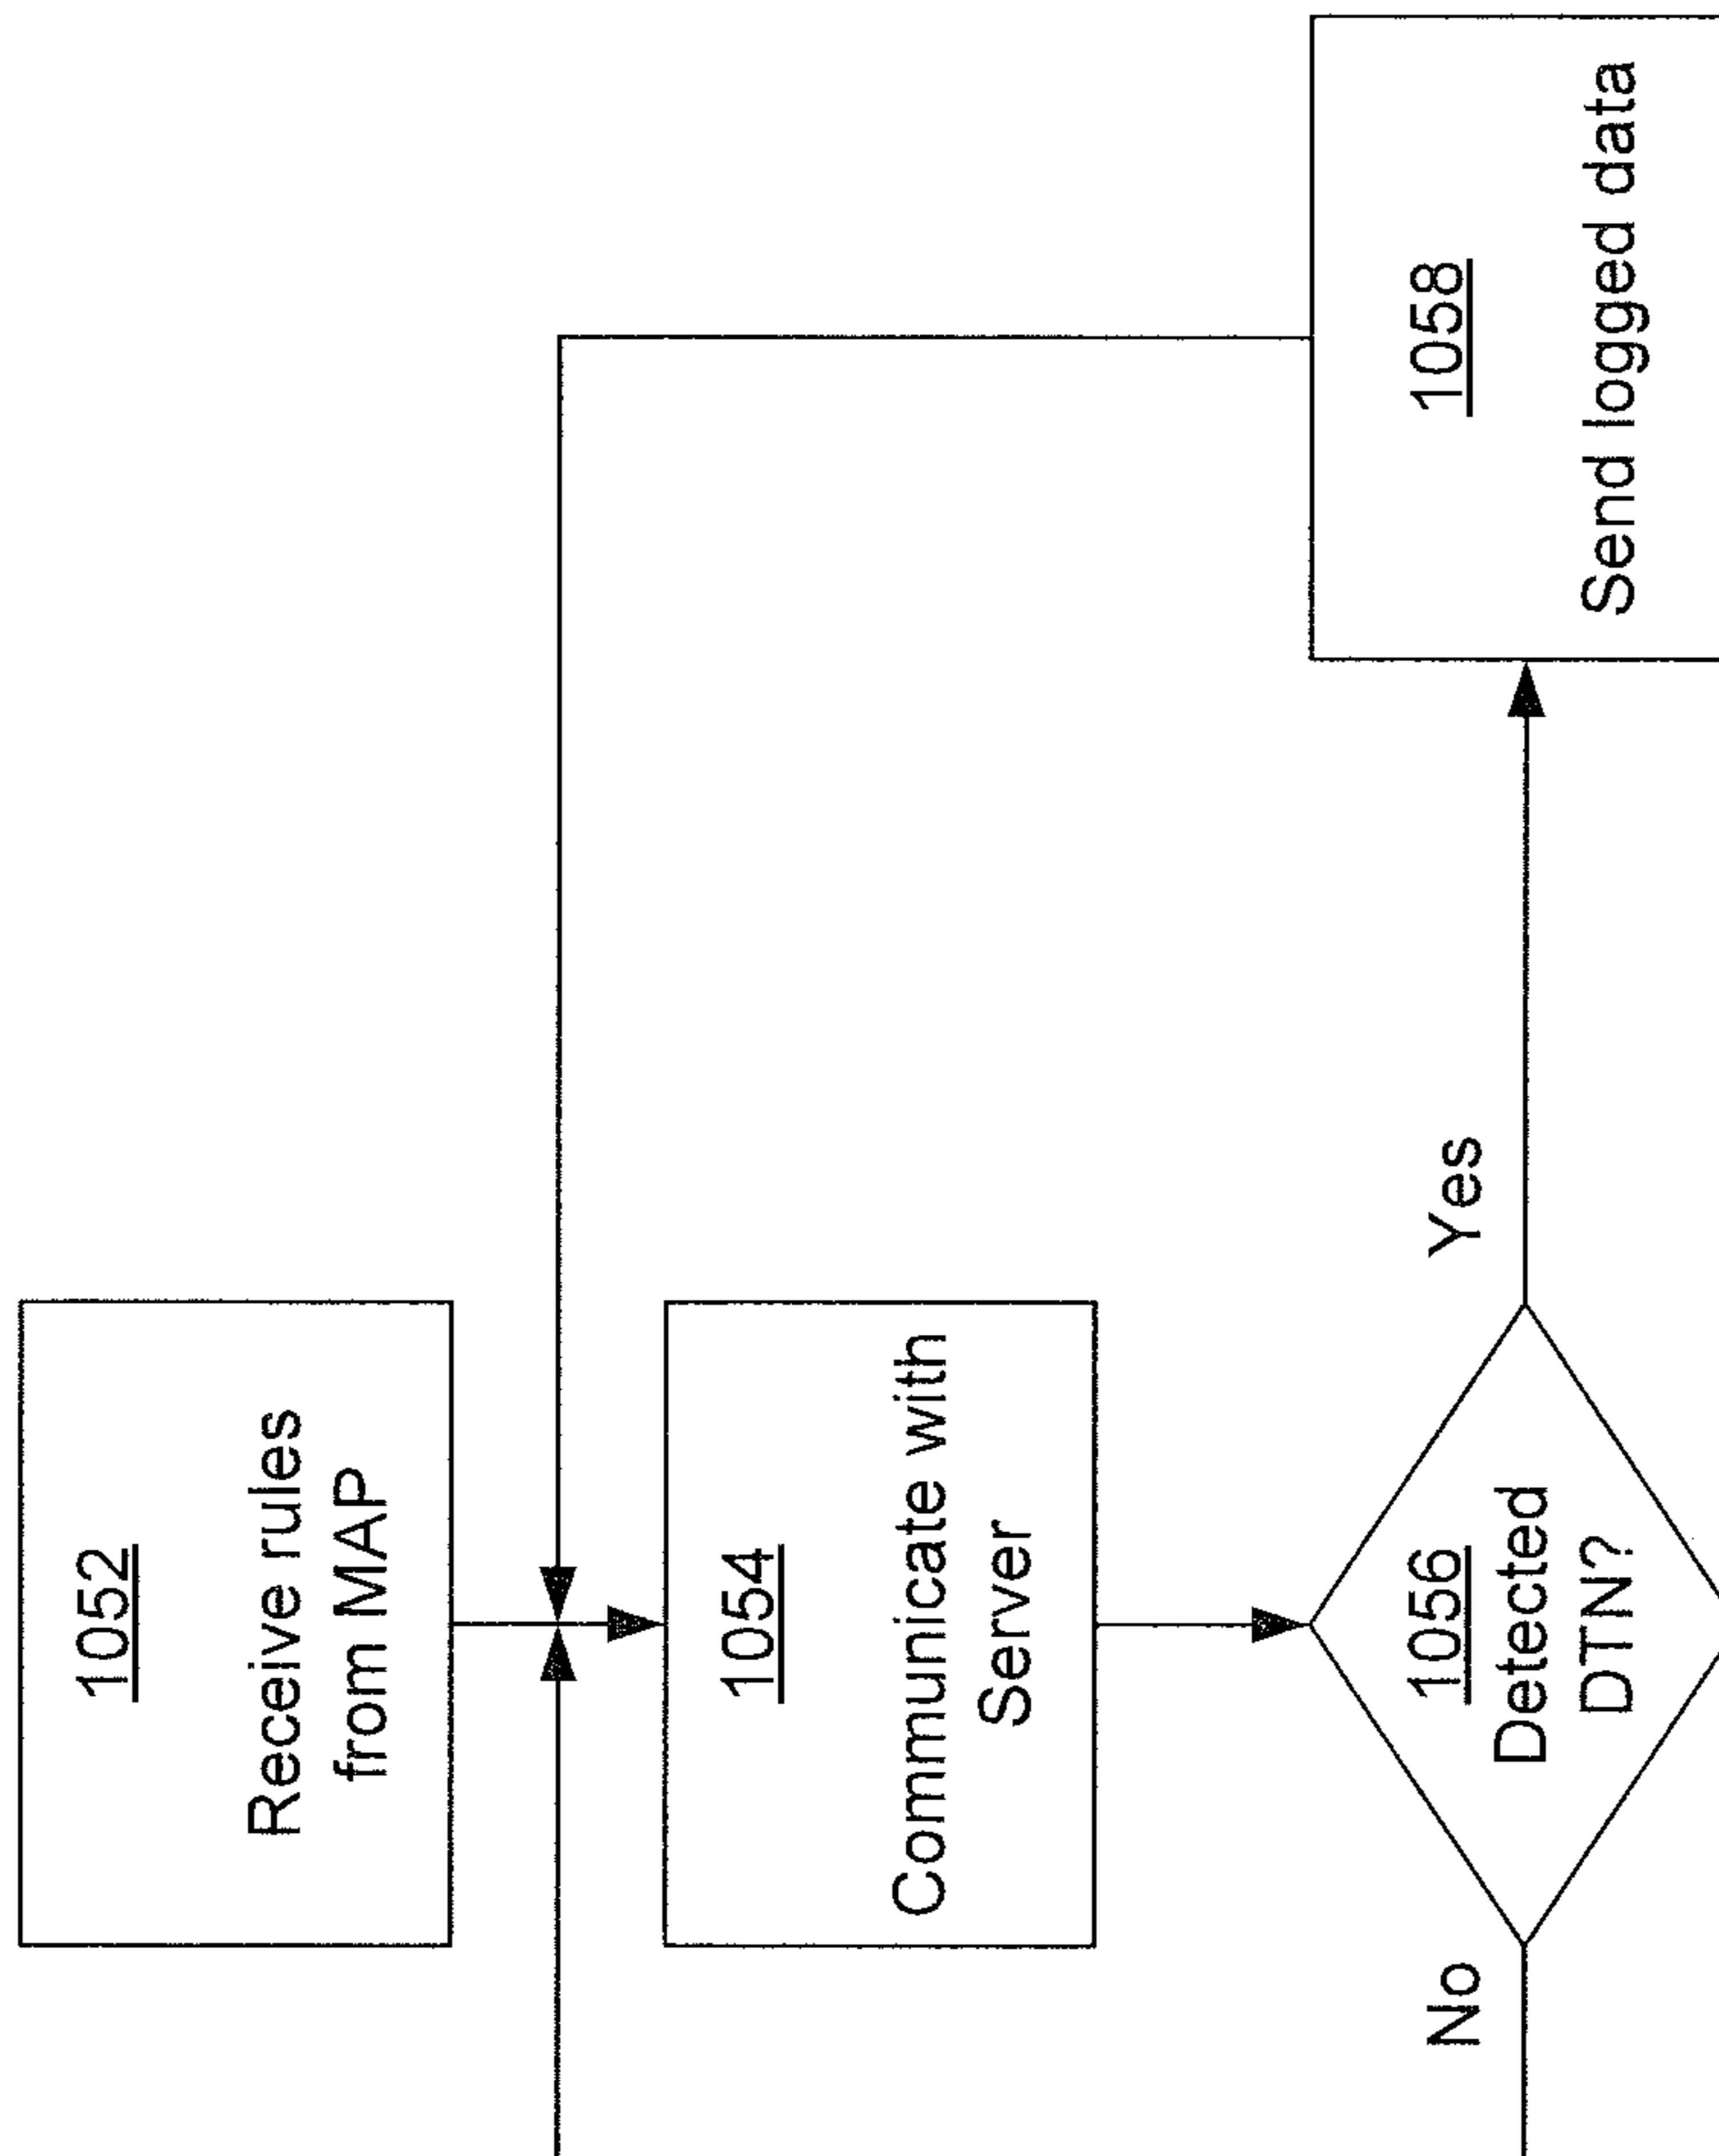 1052
Receive rules
from MAP
1054
Communicate with
Server
1056
Detected
DTN?
No
Yes
1058
Send logged data